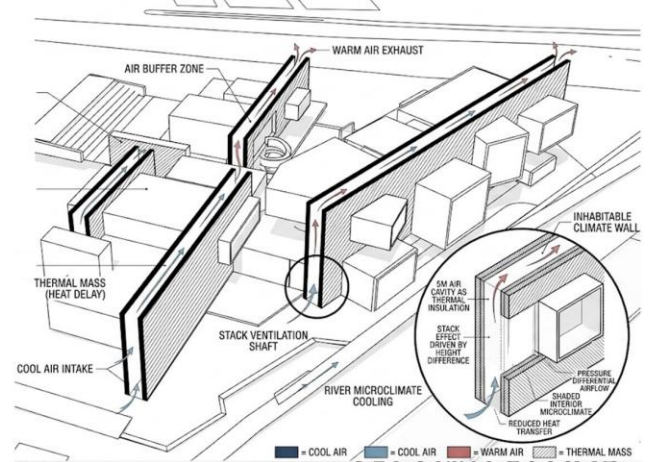 WARM AIR EXHAUST
AIR BUFFER ZONE
INHABITABLE
CLIMATE WALL
5M AIR
CAVITY AS
THERMAL
INSULATION
THERMAL MASS
(HEAT DELAY)
STACK
EFFECT
DRIVEN BY
HEIGHT
DIFFERENCE
STACK VENTILATION
SHAFT
COOL AIR INTAKE
PRESSURE
DIFFERENTIAL
AIRFLOW
SHADED
INTERIOR
MICROCLIMATE
RIVER MICROCLIMATE
COOLING
REDUCED HEAT
TRANSFER
= COOL AIR
= COOL AIR
= WARM AIR
= THERMAL MASS